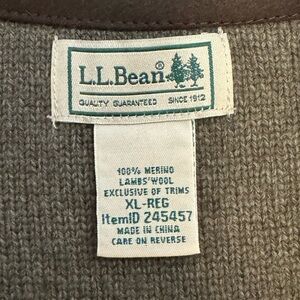 L.L.Bean®
QUALITY GUARANTEED SINCE 1912
100% MERINO
LAMBS'WOOL
EXCLUSIVE OF TRIMS
XL-REG
ItemID 245457
MADE IN CHINA
CARE ON REVERSE